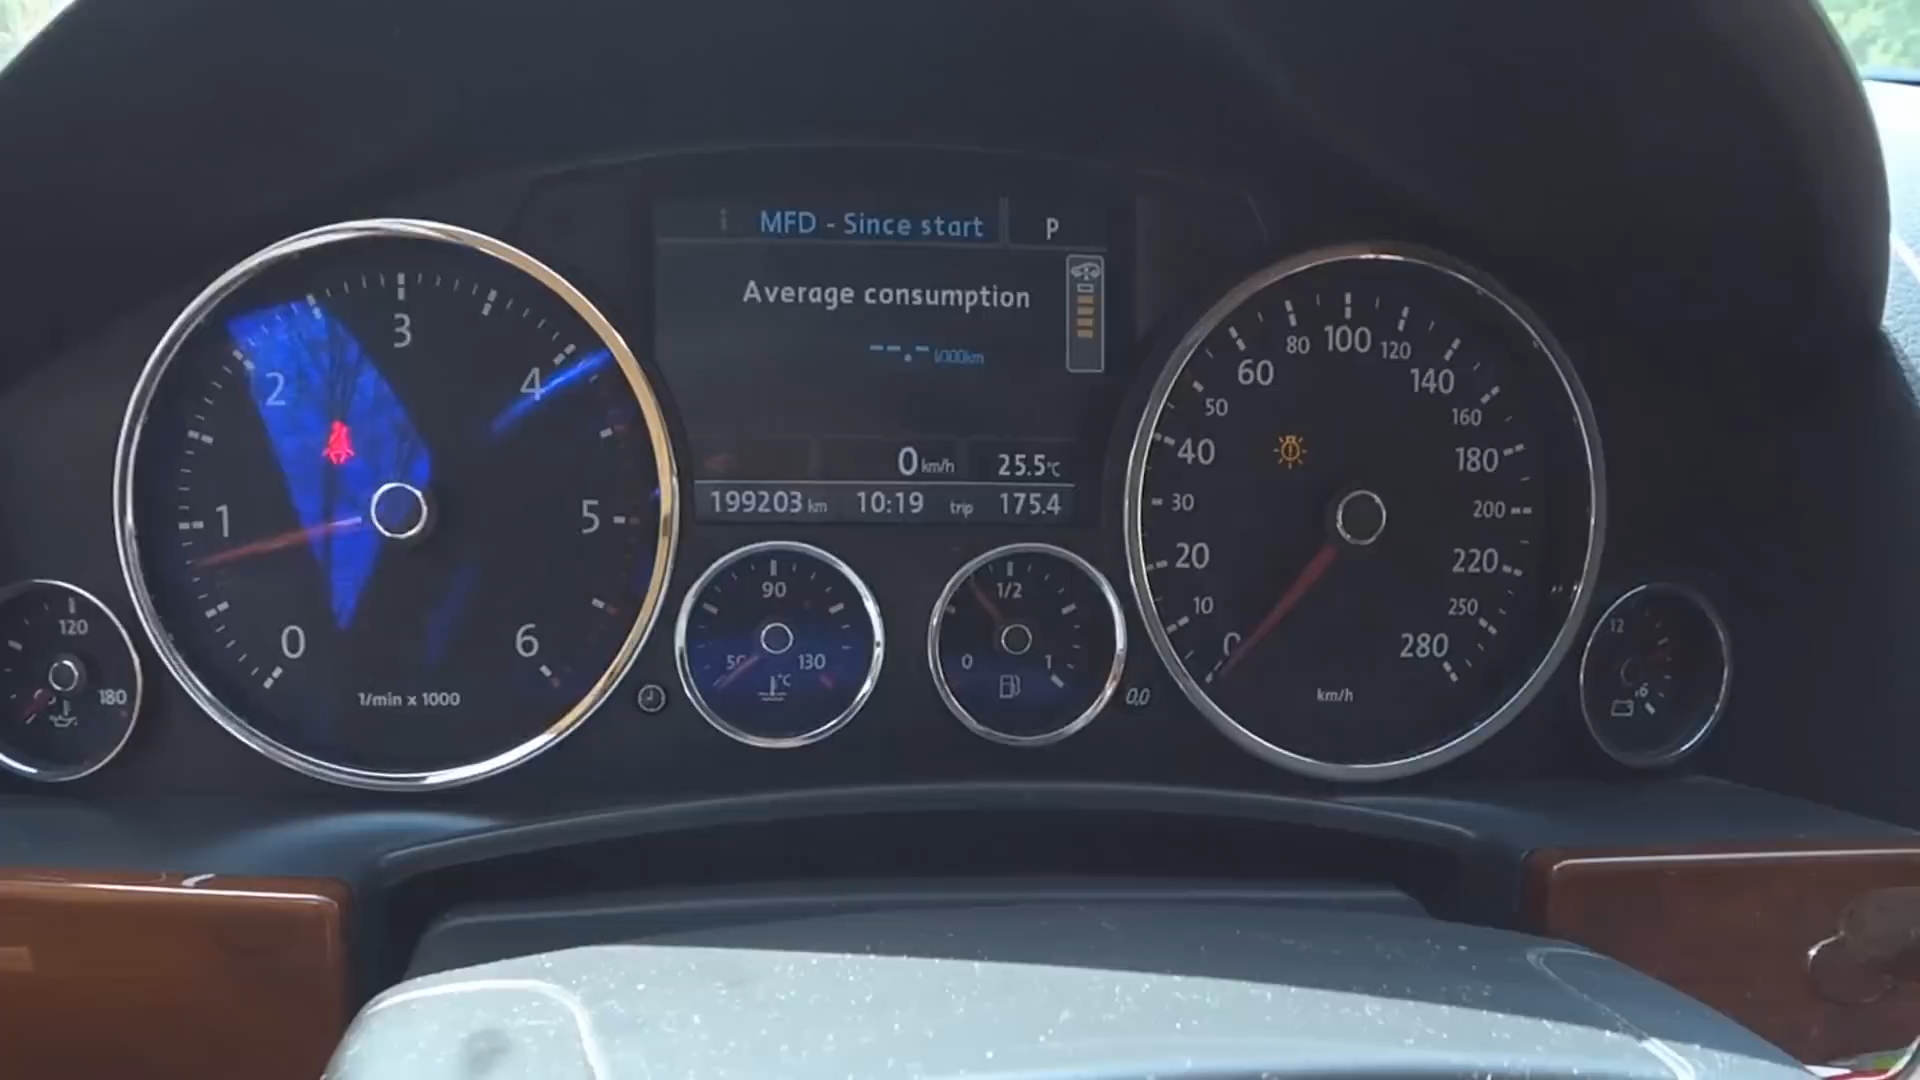 MFD - Since start P
Average consumption
--.- l/100km
0 km/h 25.5°C
199203 km 10:19 trip 175.4
0 1 2 3 4 5 6
1/min x 1000
120
180
50 90 130
°C
0 1/2 1
0.0
0 10 20 30 40 50 60 80 100 120 140 160 180 200 220 250 280
km/h
12
16